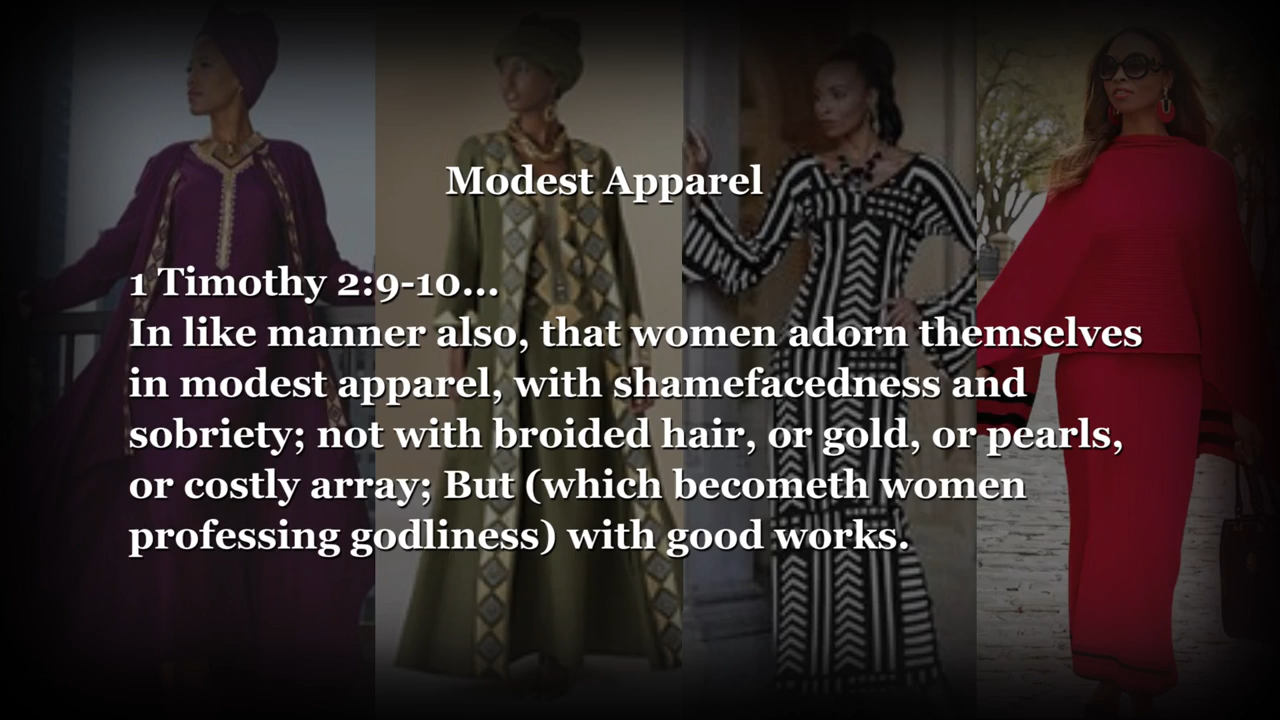 Modest Apparel
1 Timothy 2:9-10...
In like manner also, that women adorn themselves
in modest apparel, with shamefacedness and
sobriety; not with broided hair, or gold, or pearls,
or costly array; But (which becometh women
professing godliness) with good works.